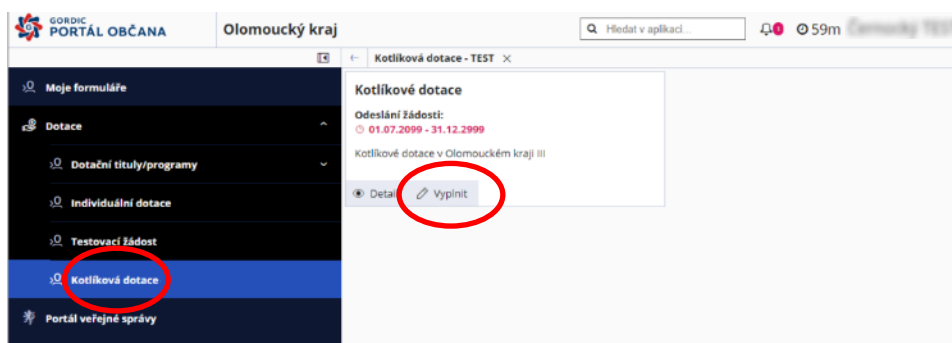 GORDIC
PORTÁL OBČANA
Olomoucký kraj
Hledat v aplikaci...
59m
Kotlíková dotace - TEST
Moje formuláře
Dotace
Dotační tituly/programy
Individuální dotace
Testovací žádost
Kotlíková dotace
Portál veřejné správy
Kotlíkové dotace
Odeslání žádosti:
01.07.2099 - 31.12.2999
Kotlíkové dotace v Olomouckém kraji III
Detail
Vyplnit